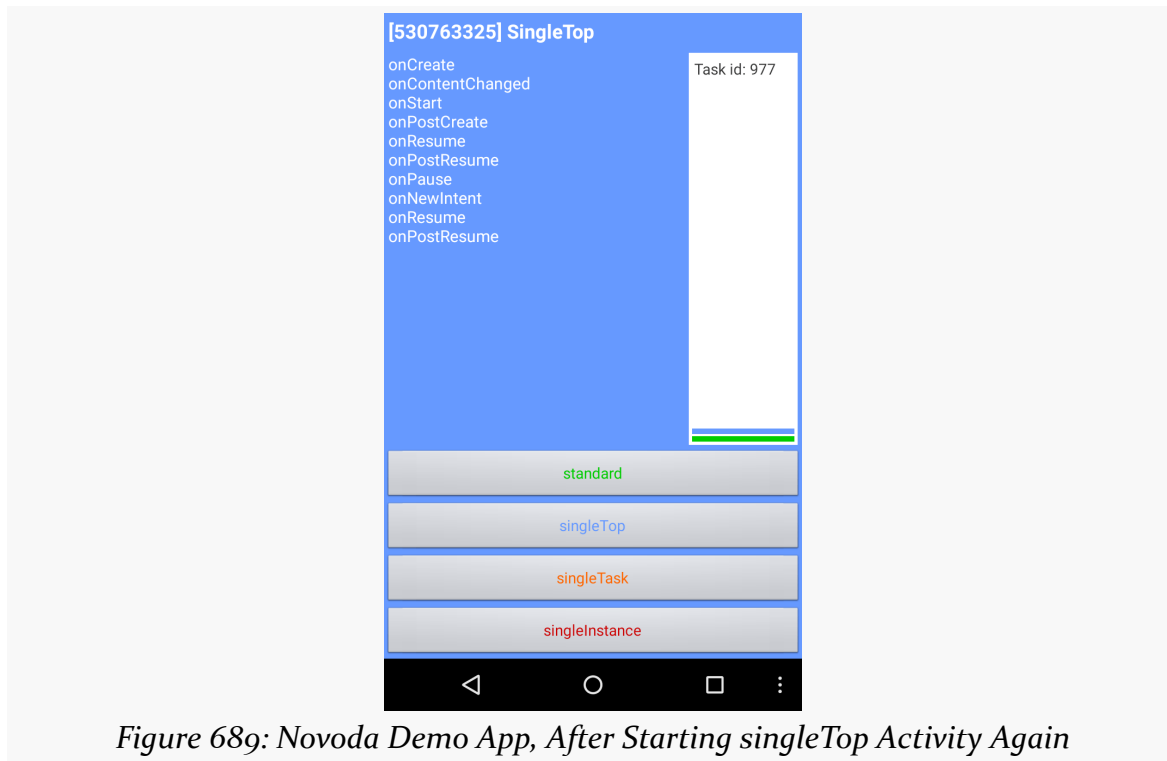 [530763325] SingleTop
onCreate
onContentChanged
onStart
onPostCreate
onResume
onPostResume
onPause
onNewIntent
onResume
onPostResume
Task id: 977
standard
singleTop
singleTask
singleInstance
Figure 689: Novoda Demo App, After Starting singleTop Activity Again